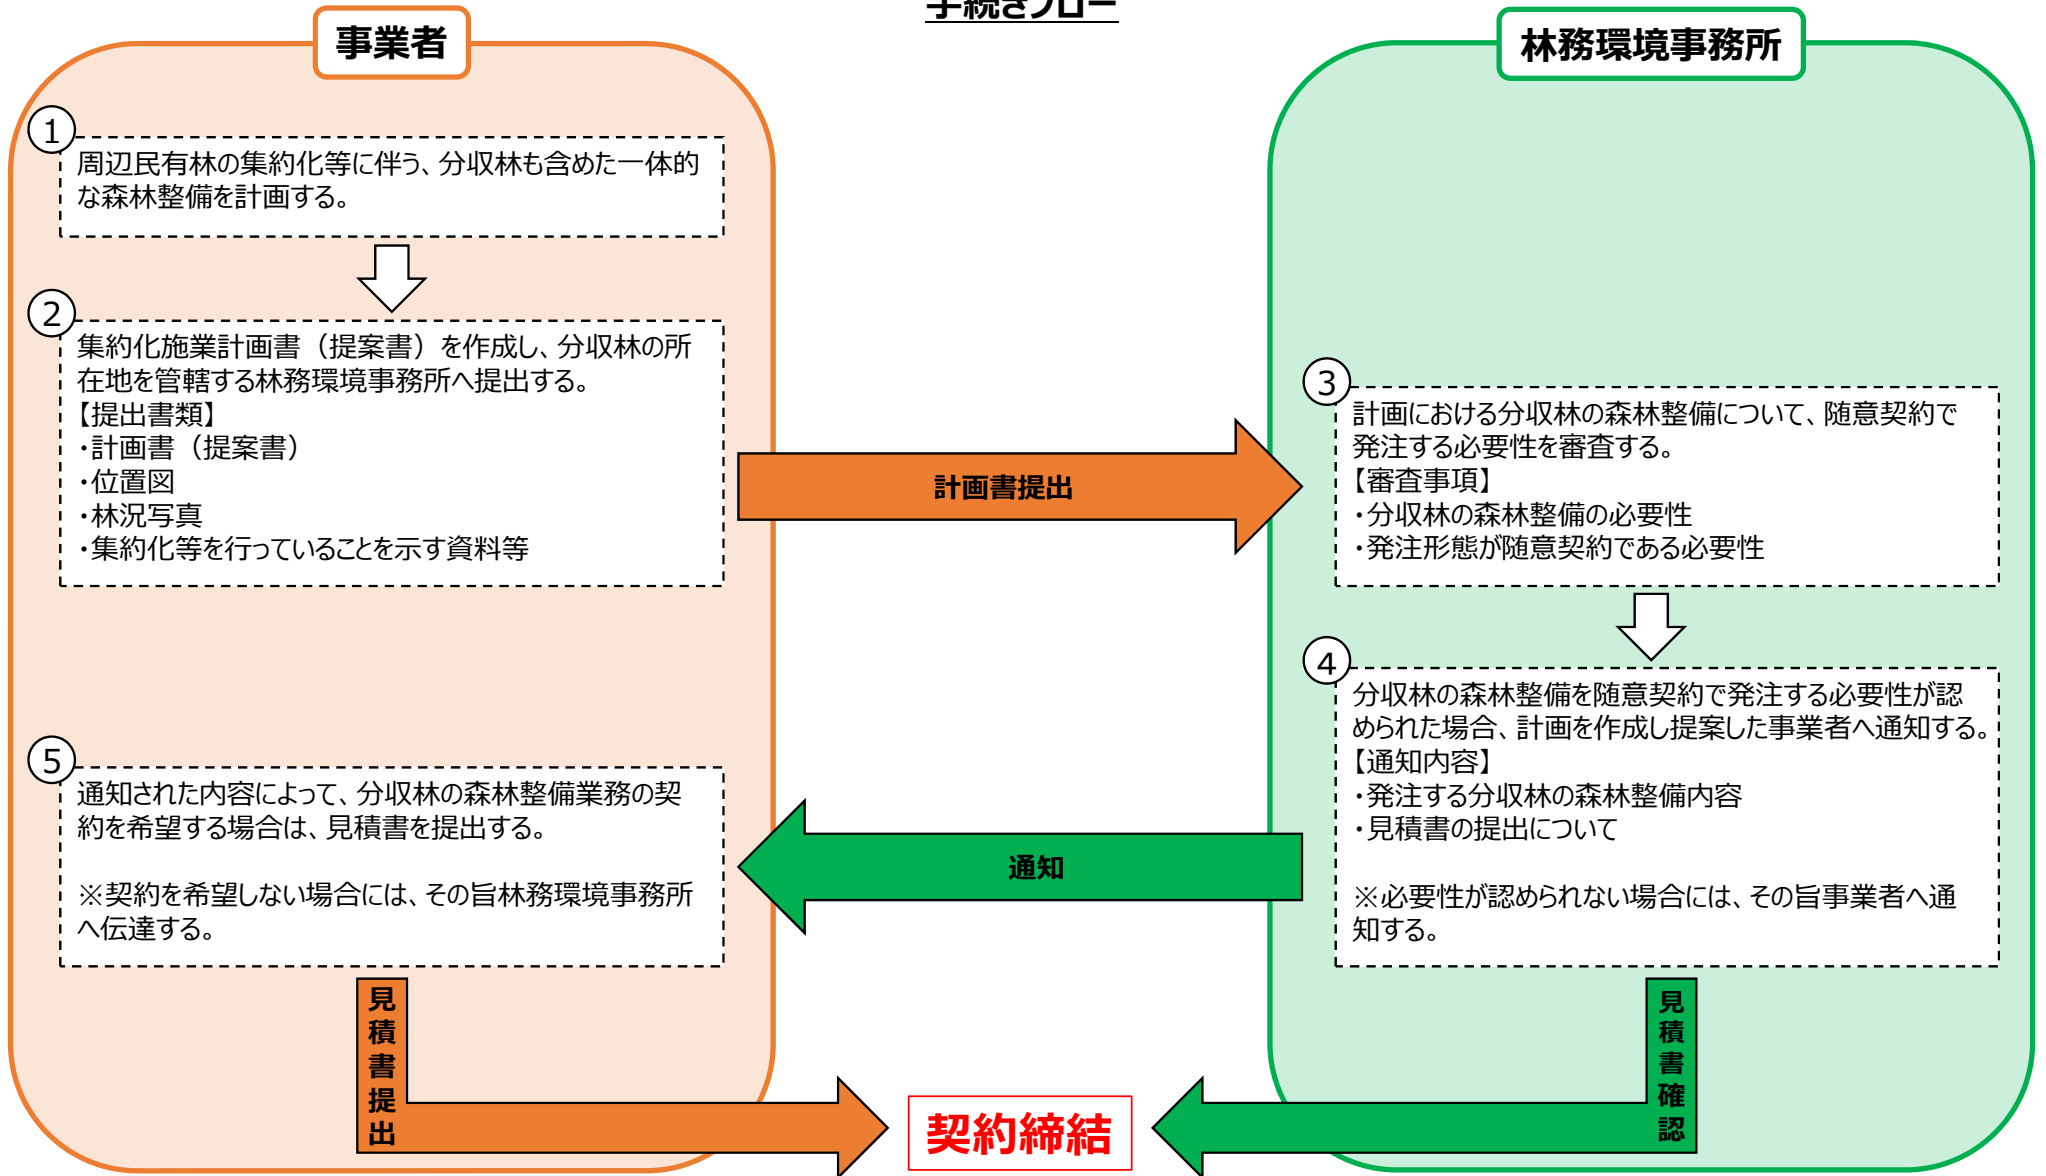 手続きフロー
事業者
①
周辺民有林の集約化等に伴う、分収林も含めた一体的
な森林整備を計画する。
②
集約化施業計画書（提案書）を作成し、分収林の所
在地を管轄する林務環境事務所へ提出する。
【提出書類】
・計画書（提案書）
・位置図
・林況写真
・集約化等を行っていることを示す資料等
計画書提出
林務環境事務所
③
計画における分収林の森林整備について、随意契約で
発注する必要性を審査する。
【審査事項】
・分収林の森林整備の必要性
・発注形態が随意契約である必要性
④
分収林の森林整備を随意契約で発注する必要性が認
められた場合、計画を作成し提案した事業者へ通知する。
【通知内容】
・発注する分収林の森林整備内容
・見積書の提出について
※必要性が認められない場合には、その旨事業者へ通
知する。
通知
⑤
通知された内容によって、分収林の森林整備業務の契
約を希望する場合は、見積書を提出する。
※契約を希望しない場合には、その旨林務環境事務所
へ伝達する。
見積書提出
見積書確認
契約締結